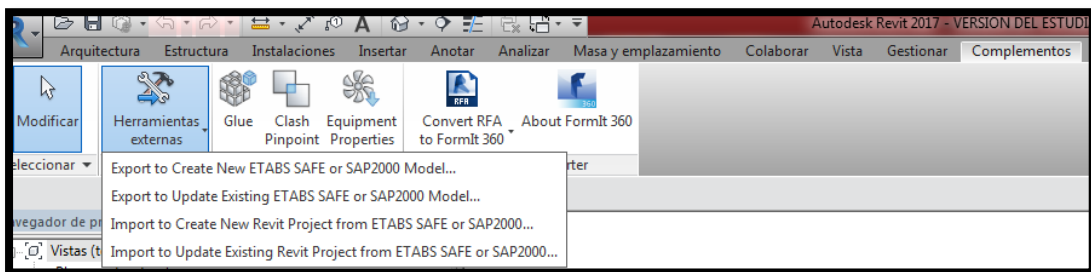 Autodesk Revit 2017 - VERSION DEL ESTUDI
Arquitectura Estructura Instalaciones Insertar Anotar Analizar Masa y emplazamiento Colaborar Vista Gestionar Complementos
Modificar
Herramientas externas
Glue
Clash Pinpoint
Equipment Properties
RFA
Convert RFA to FormIt 360
360
About FormIt 360
eleccionar
rter
Export to Create New ETABS SAFE or SAP2000 Model...
Export to Update Existing ETABS SAFE or SAP2000 Model...
avegador de pr
Import to Create New Revit Project from ETABS SAFE or SAP2000...
Vistas (t
Import to Update Existing Revit Project from ETABS SAFE or SAP2000...